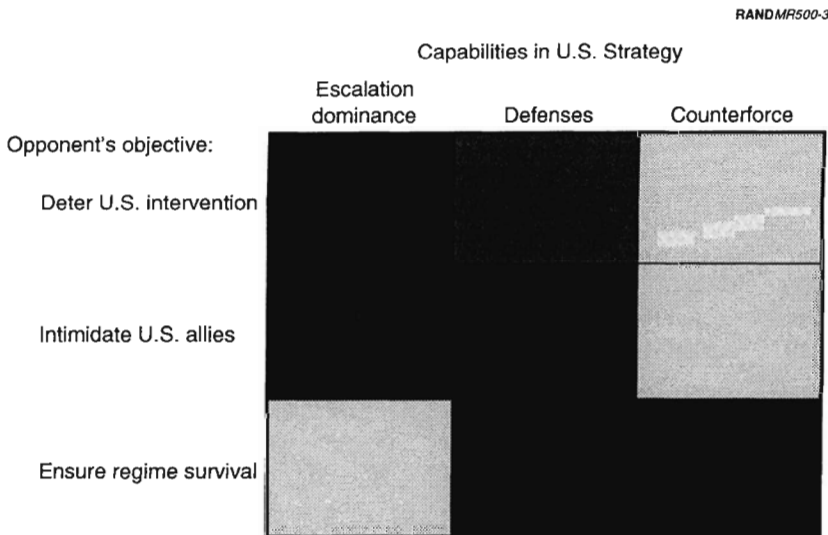 RANDMR500-3
Capabilities in U.S. Strategy
Escalation
dominance
Defenses
Counterforce
Opponent's objective:
Deter U.S. intervention
Intimidate U.S. allies
Ensure regime survival